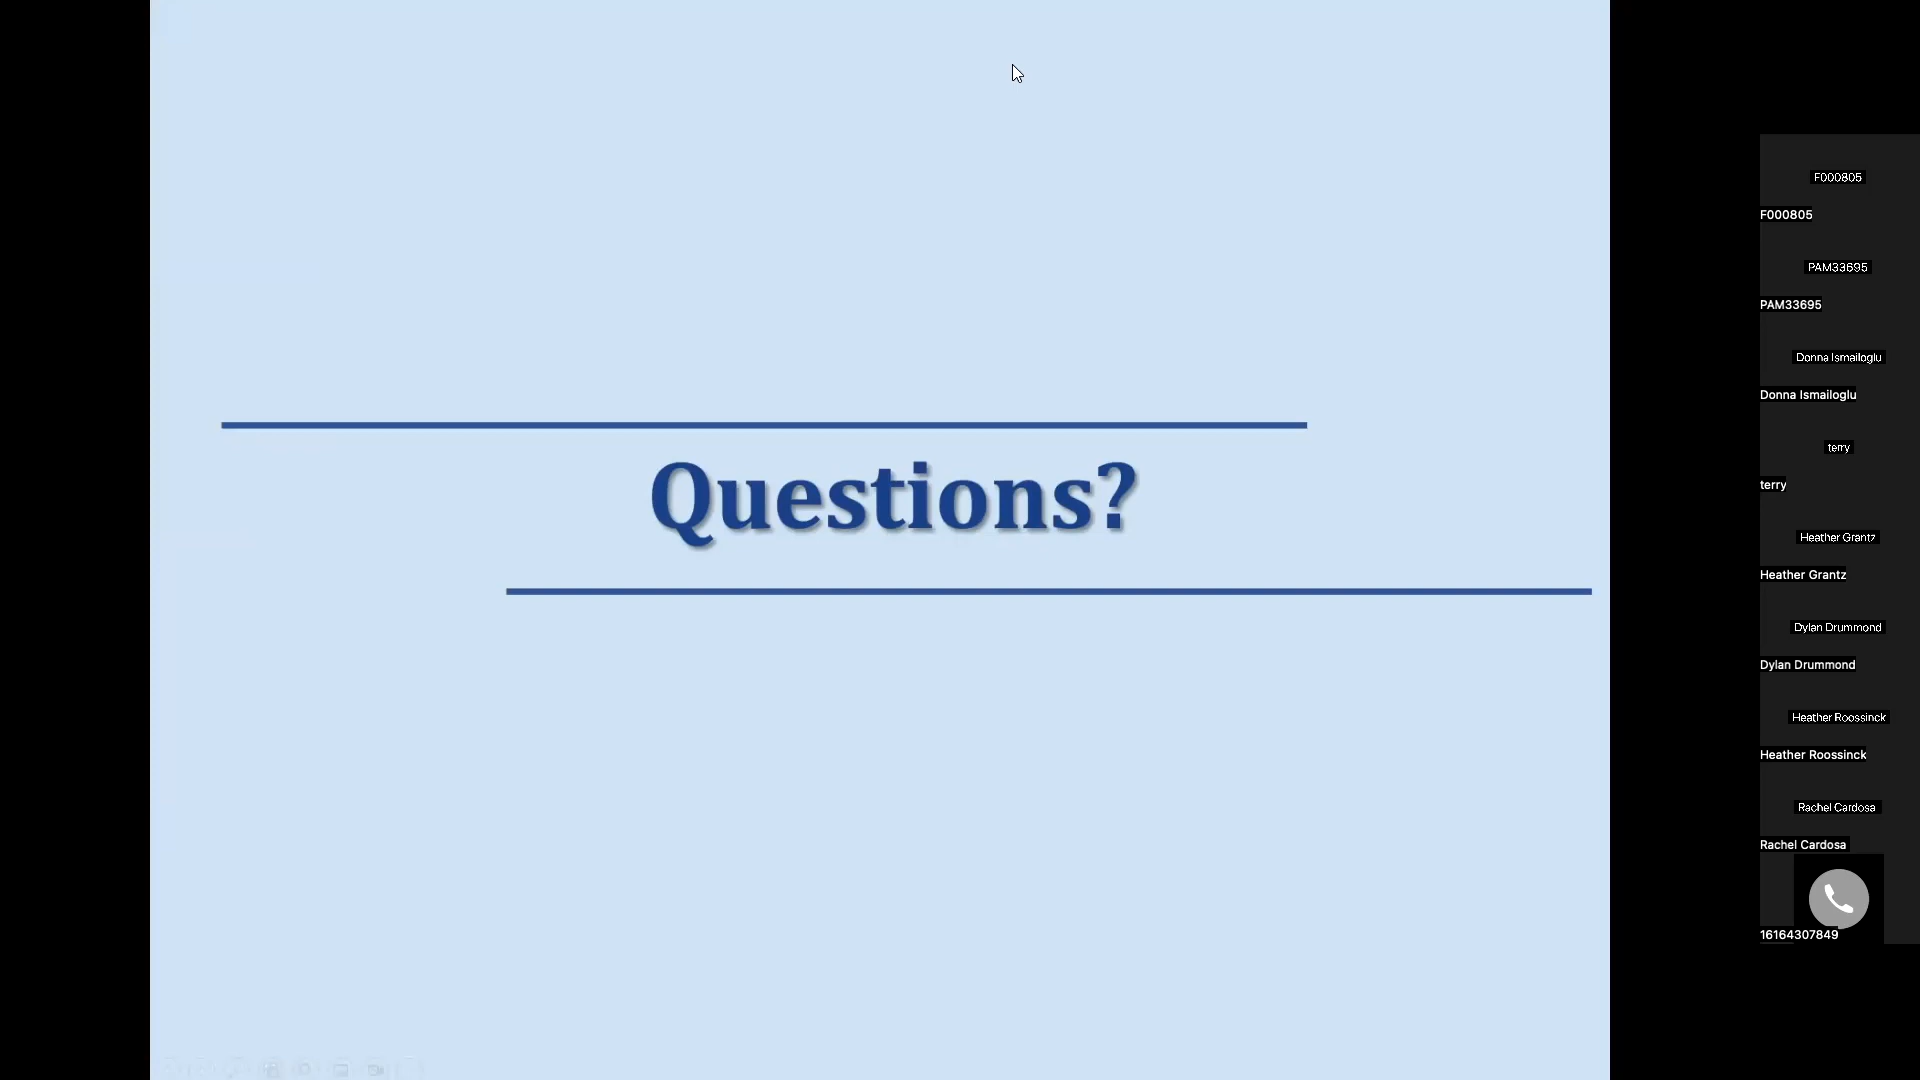 Questions?
F000805
F000805
PAM33695
PAM33695
Donna Ismailoglu
Donna Ismailoglu
terry
terry
Heather Grantz
Heather Grantz
Dylan Drummond
Dylan Drummond
Heather Roossinck
Heather Roossinck
Rachel Cardosa
Rachel Cardosa
16164307849